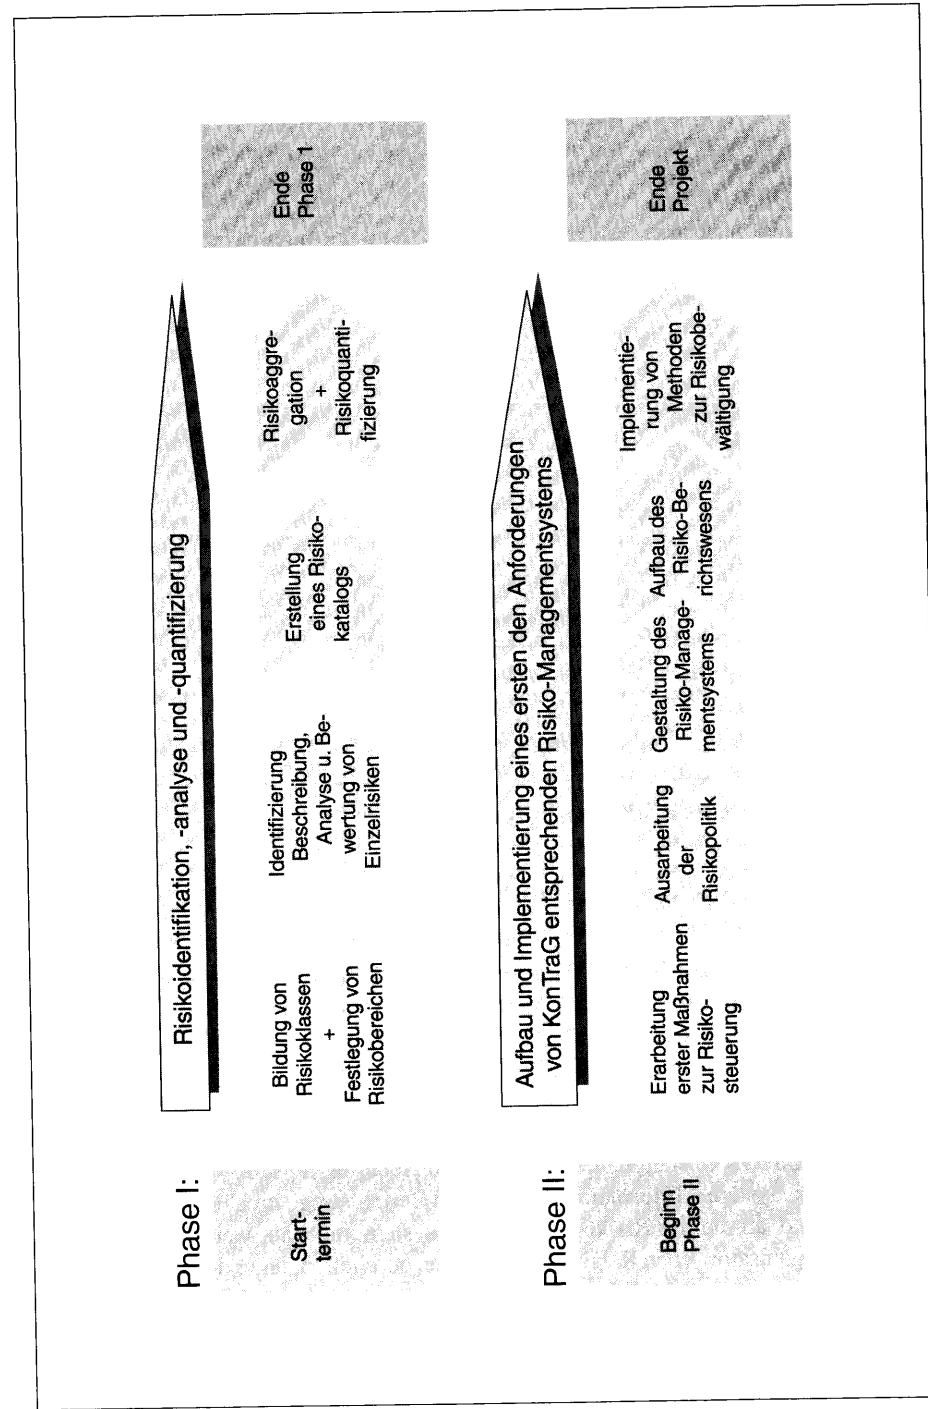 Phase I:
Risikoidentifikation, -analyse und -quantifizierung
Start-
termin
Bildung von
Risikoklassen
+
Festlegung von
Risikobereichen
Identifizierung
Beschreibung,
Analyse u. Be-
wertung von
Einzelrisiken
Erstellung
eines Risiko-
katalogs
Risikoaggre-
gation
+
Risikoquanti-
fizierung
Ende
Phase 1
Phase II:
Aufbau und Implementierung eines ersten den Anforderungen
von KonTraG entsprechenden Risiko-Managementsystems
Beginn
Phase II
Erarbeitung
erster Maßnahmen
zur Risiko-
steuerung
Ausarbeitung
der
Risikopolitik
Gestaltung des
Risiko-Manage-
mentsystems
Aufbau des
Risiko-Be-
richtswesens
Implementie-
rung von
Methoden
zur Risikobe-
wältigung
Ende
Projekt